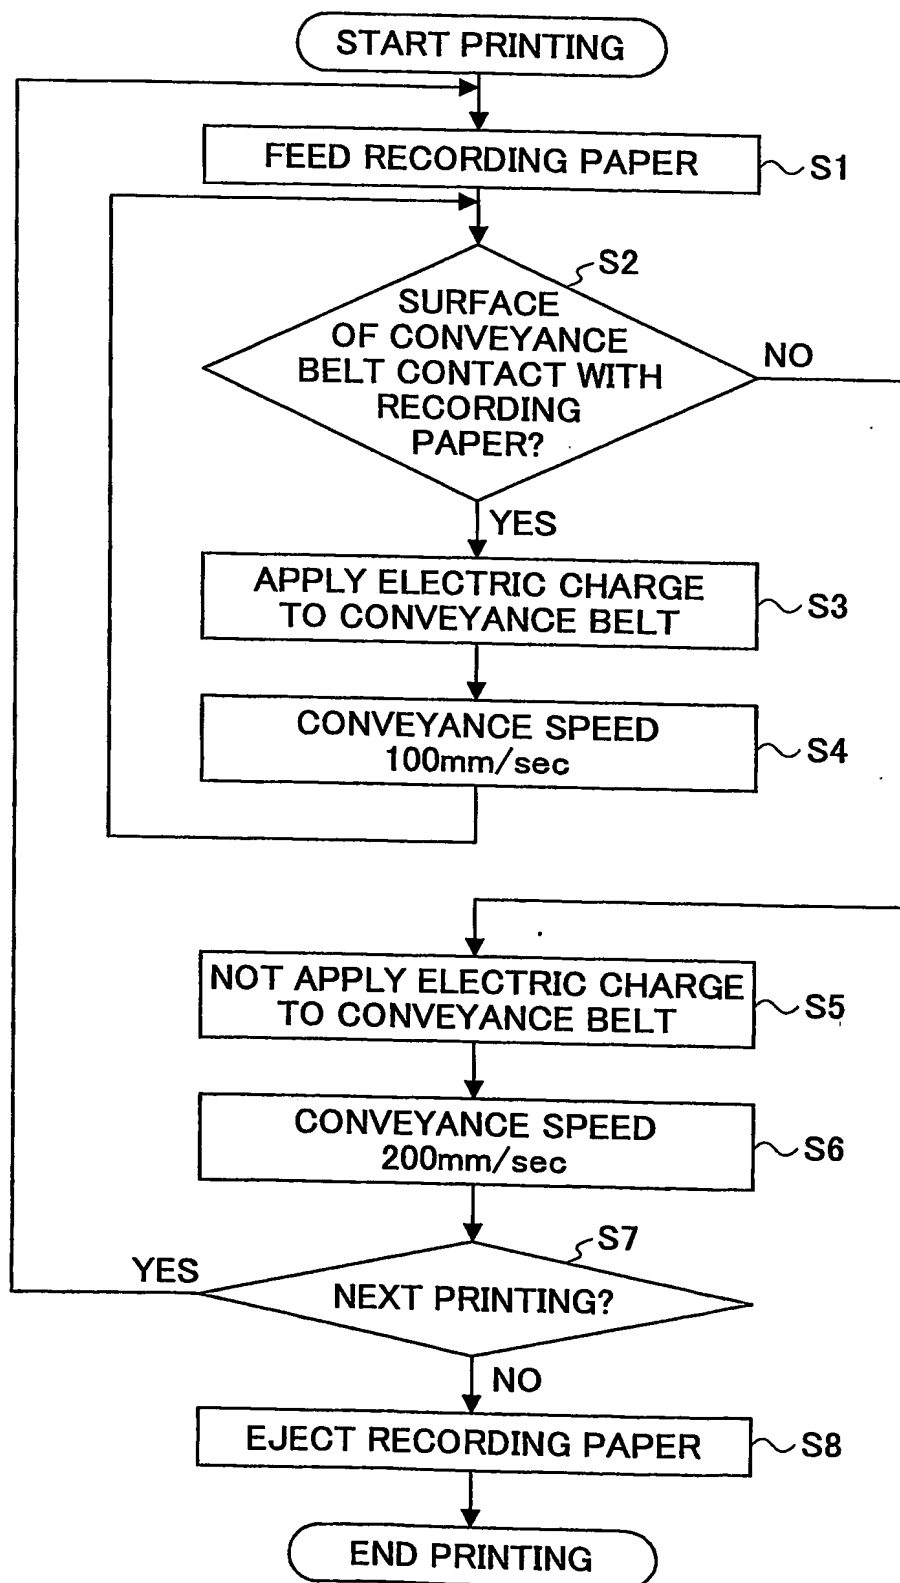 START PRINTING
FEED RECORDING PAPER
S1
S2
SURFACE
OF CONVEYANCE
BELT CONTACT WITH
RECORDING
PAPER?
NO
YES
APPLY ELECTRIC CHARGE
TO CONVEYANCE BELT
S3
CONVEYANCE SPEED
100mm/sec
S4
NOT APPLY ELECTRIC CHARGE
TO CONVEYANCE BELT
S5
CONVEYANCE SPEED
200mm/sec
S6
S7
YES
NEXT PRINTING?
NO
EJECT RECORDING PAPER
S8
END PRINTING